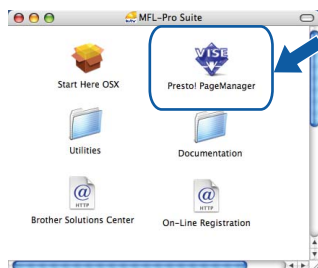 MFL-Pro Suite
VISE
Start Here OSX
Presto! PageManager
Utilities
Documentation
@
HTTP
@
HTTP
Brother Solutions Center
On-Line Registration